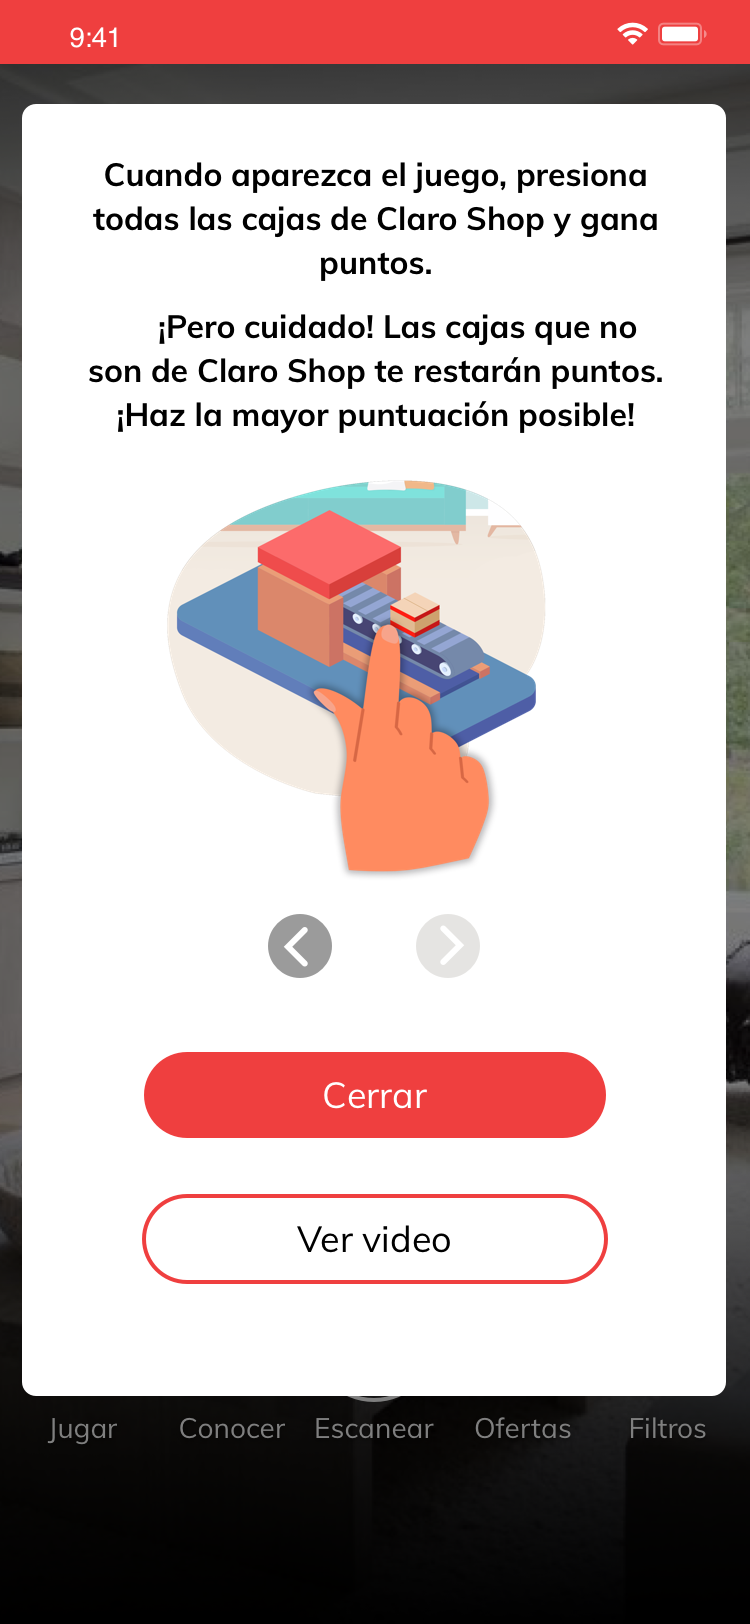 9:41
Cuando aparezca el juego, presiona
todas las cajas de Claro Shop y gana
puntos.
¡Pero cuidado! Las cajas que no
son de Claro Shop te restarán puntos.
¡Haz la mayor puntuación posible!
Cerrar
Ver video
Jugar Conocer Escanear Ofertas Filtros